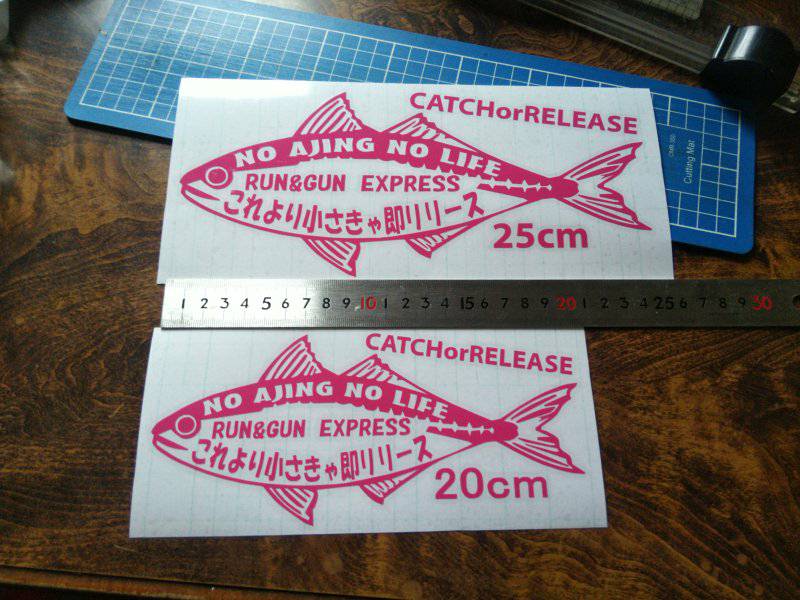 CATCHorRELEASE
NO AJING NO LIFE
RUN&GUN EXPRESS
これより小さきゃ即リリース
25cm
1 2 3 4 5 6 7 8 9 10 1 2 3 4 15 6 7 8 9 20 1 2 3 4 25 6 7 8 9 30
CATCHorRELEASE
NO AJING NO LIFE
RUN&GUN EXPRESS
これより小さきゃ即リリース
20cm
Cutting Mat